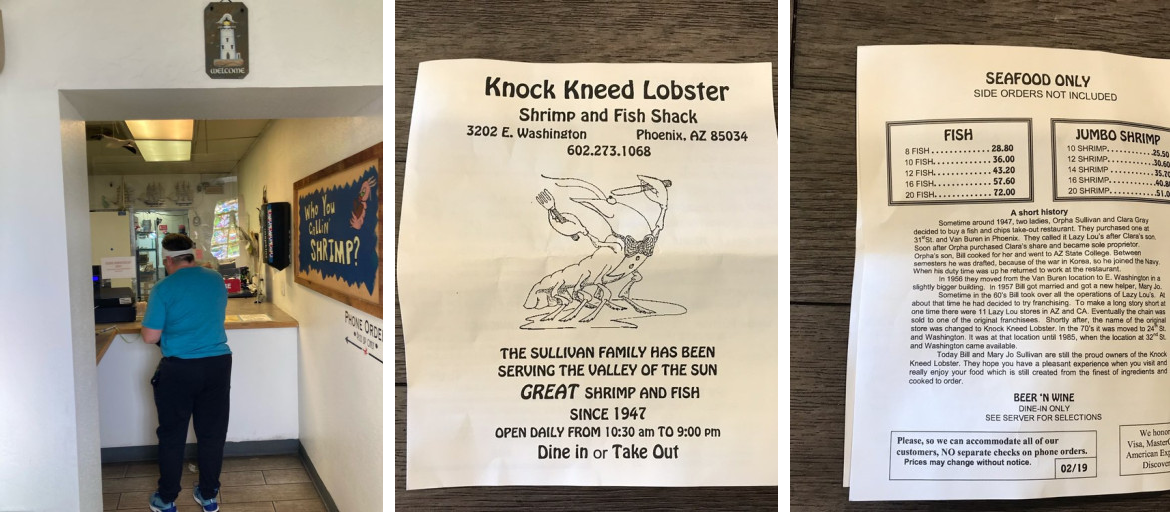 WELCOME
Who You
Callin'
SHRIMP?
PHONE ORDER
Knock Kneed Lobster
Shrimp and Fish Shack
3202 E. Washington Phoenix, AZ 85034
602.273.1068
THE SULLIVAN FAMILY HAS BEEN
SERVING THE VALLEY OF THE SUN
GREAT SHRIMP AND FISH
SINCE 1947
OPEN DAILY FROM 10:30 am TO 9:00 pm
Dine in or Take Out
SEAFOOD ONLY
SIDE ORDERS NOT INCLUDED
FISH
8 FISH 28.80
10 FISH 36.00
12 FISH 43.20
16 FISH 57.60
20 FISH 72.00
JUMBO SHRIMP
10 SHRIMP 25.50
12 SHRIMP 30.60
14 SHRIMP 35.70
16 SHRIMP 40.80
20 SHRIMP 51.0
A short history
Sometime around 1947, two ladies, Orpha Sullivan and Clara Gray
decided to buy a fish and chips take-out restaurant. They purchased one at
31st St. and Van Buren in Phoenix. They called it Lazy Lou's after Clara's son.
Soon after Orpha purchased Clara's share and became sole proprietor.
Orpha's son, Bill cooked for her and went to AZ State College. Between
semesters he was drafted, because of the war in Korea, so he joined the Navy.
When his duty time was up he returned to work at the restaurant.
In 1956 they moved from the Van Buren location to E. Washington in a
slightly bigger building. In 1957 Bill got married and got a new helper, Mary Jo.
Sometime in the 60's Bill took over all the operations of Lazy Lou's. At
about that time he had decided to try franchising. To make a long story short at
one time there were 11 Lazy Lou stores in AZ and CA. Eventually the chain was
sold to one of the original franchisees. Shortly after, the name of the original
store was changed to Knock Kneed Lobster. In the 70's it was moved to 24th St.
and Washington. It was at that location until 1985, when the location at 32nd St.
and Washington came available.
Today Bill and Mary Jo Sullivan are still the proud owners of the Knock
Kneed Lobster. They hope you have a pleasant experience when you visit and
really enjoy your food which is still created from the finest of ingredients and
cooked to order.
BEER 'N WINE
DINE-IN ONLY
SEE SERVER FOR SELECTIONS
Please, so we can accommodate all of our
customers, NO separate checks on phone orders.
Prices may change without notice.
02/19
We honor
Visa, MasterC
American Exp
Discove